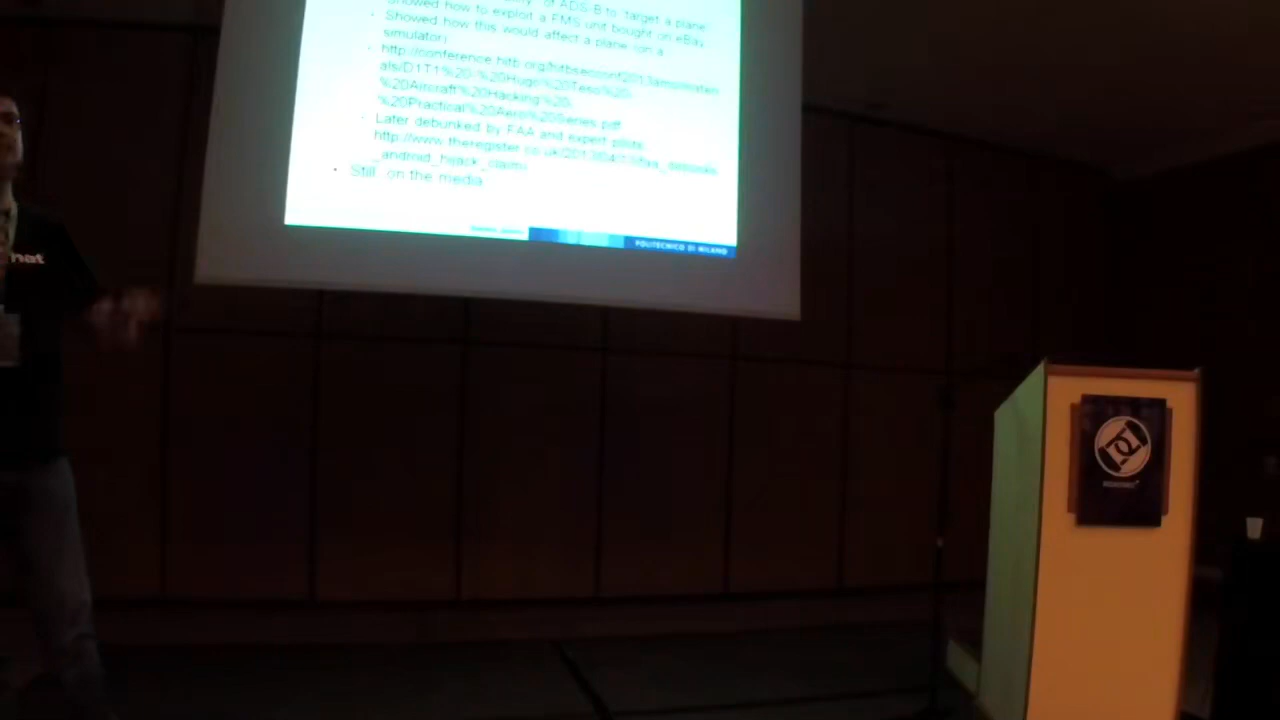 of ADS-B to "target a plane"
Showed how to exploit a FMS unit bought on eBay
Showed how this would affect a plane (on a
simulator)
http://conference.hitb.org/hitbsecconf2013ams/materi
als/D1T1%20-%20Hugo%20Teso%20-
%20Aircraft%20Hacking%20-
%20Practical%20Aero%20Series.pdf
Later debunked by FAA and expert pilots
http://www.theregister.co.uk/2013/04/13/faa_debunks
_android_hijack_claim/
Still, on the media
POLITECNICO DI MILANO
mat